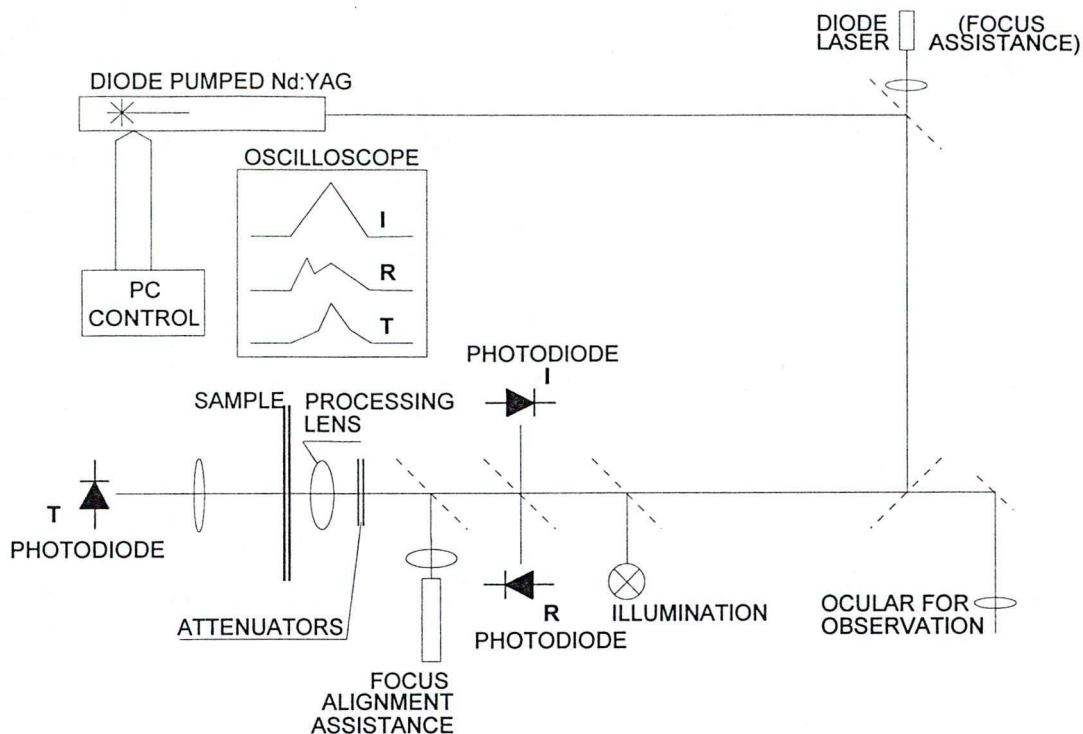 DIODE (FOCUS
LASER ASSISTANCE)
DIODE PUMPED Nd:YAG
OSCILLOSCOPE
I
R
T
PC
CONTROL
PHOTODIODE
I
SAMPLE PROCESSING
LENS
T
PHOTODIODE
ATTENUATORS
R
PHOTODIODE
ILLUMINATION
OCULAR FOR
OBSERVATION
FOCUS
ALIGNMENT
ASSISTANCE